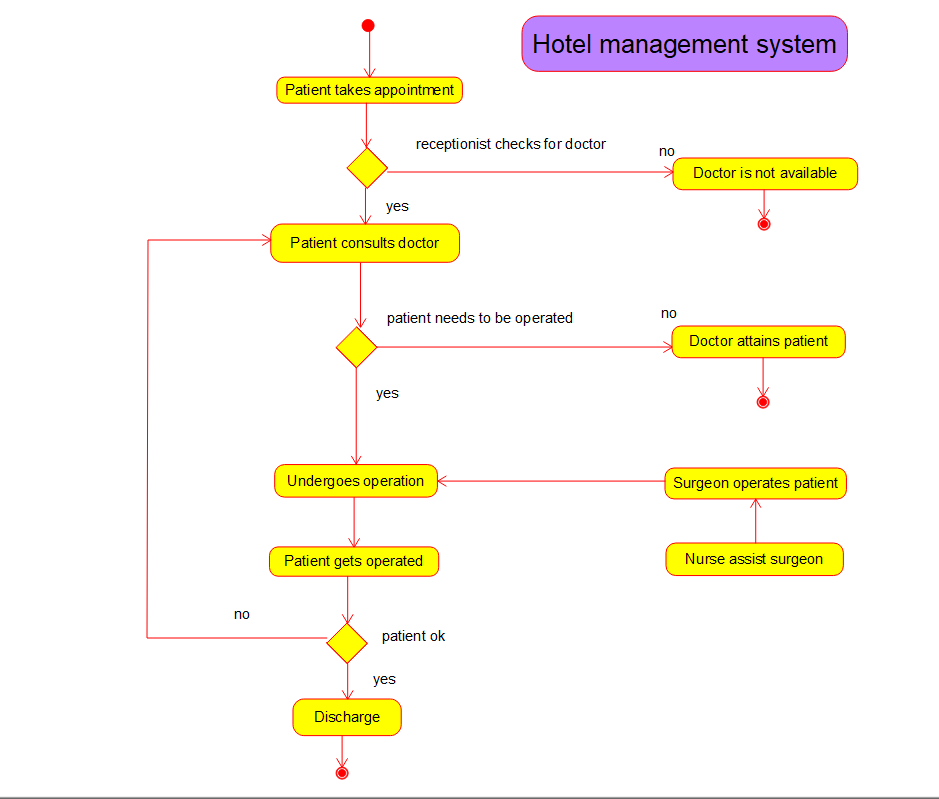 Hotel management system
Patient takes appointment
receptionist checks for doctor
no
Doctor is not available
yes
Patient consults doctor
patient needs to be operated
no
Doctor attains patient
yes
Undergoes operation
Surgeon operates patient
Patient gets operated
Nurse assist surgeon
no
patient ok
yes
Discharge